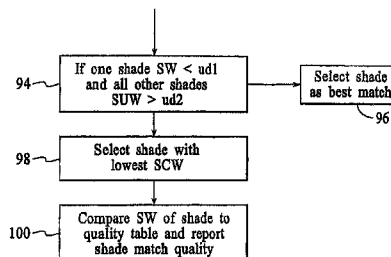 94
If one shade SW < ud1
and all other shades
SUW > ud2
Select shade
as best match
96
98
Select shade with
lowest SCW
100
Compare SW of shade to
quality table and report
shade match quality